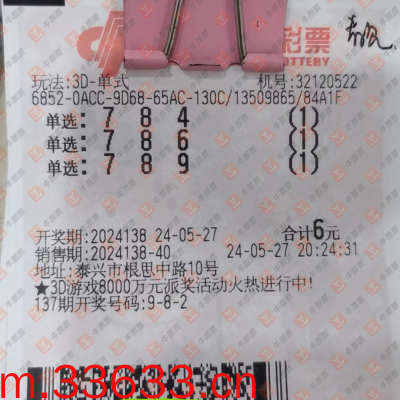 彩票
LOTTERY
玩法:3D-单式 机号:32120522
6852-0ACC-9D68-65AC-130C/13509865/84A1F
单选: 7 8 4 (1)
单选: 7 8 6 (1)
单选: 7 8 9 (1)
开奖期:2024138 24-05-27 合计6元
销售期:2024138-40 24-05-27 20:24:31
地址:泰兴市根思中路10号
★3D游戏8000万元派奖活动火热进行中!
137期开奖号码:9-8-2
m.33633.cn